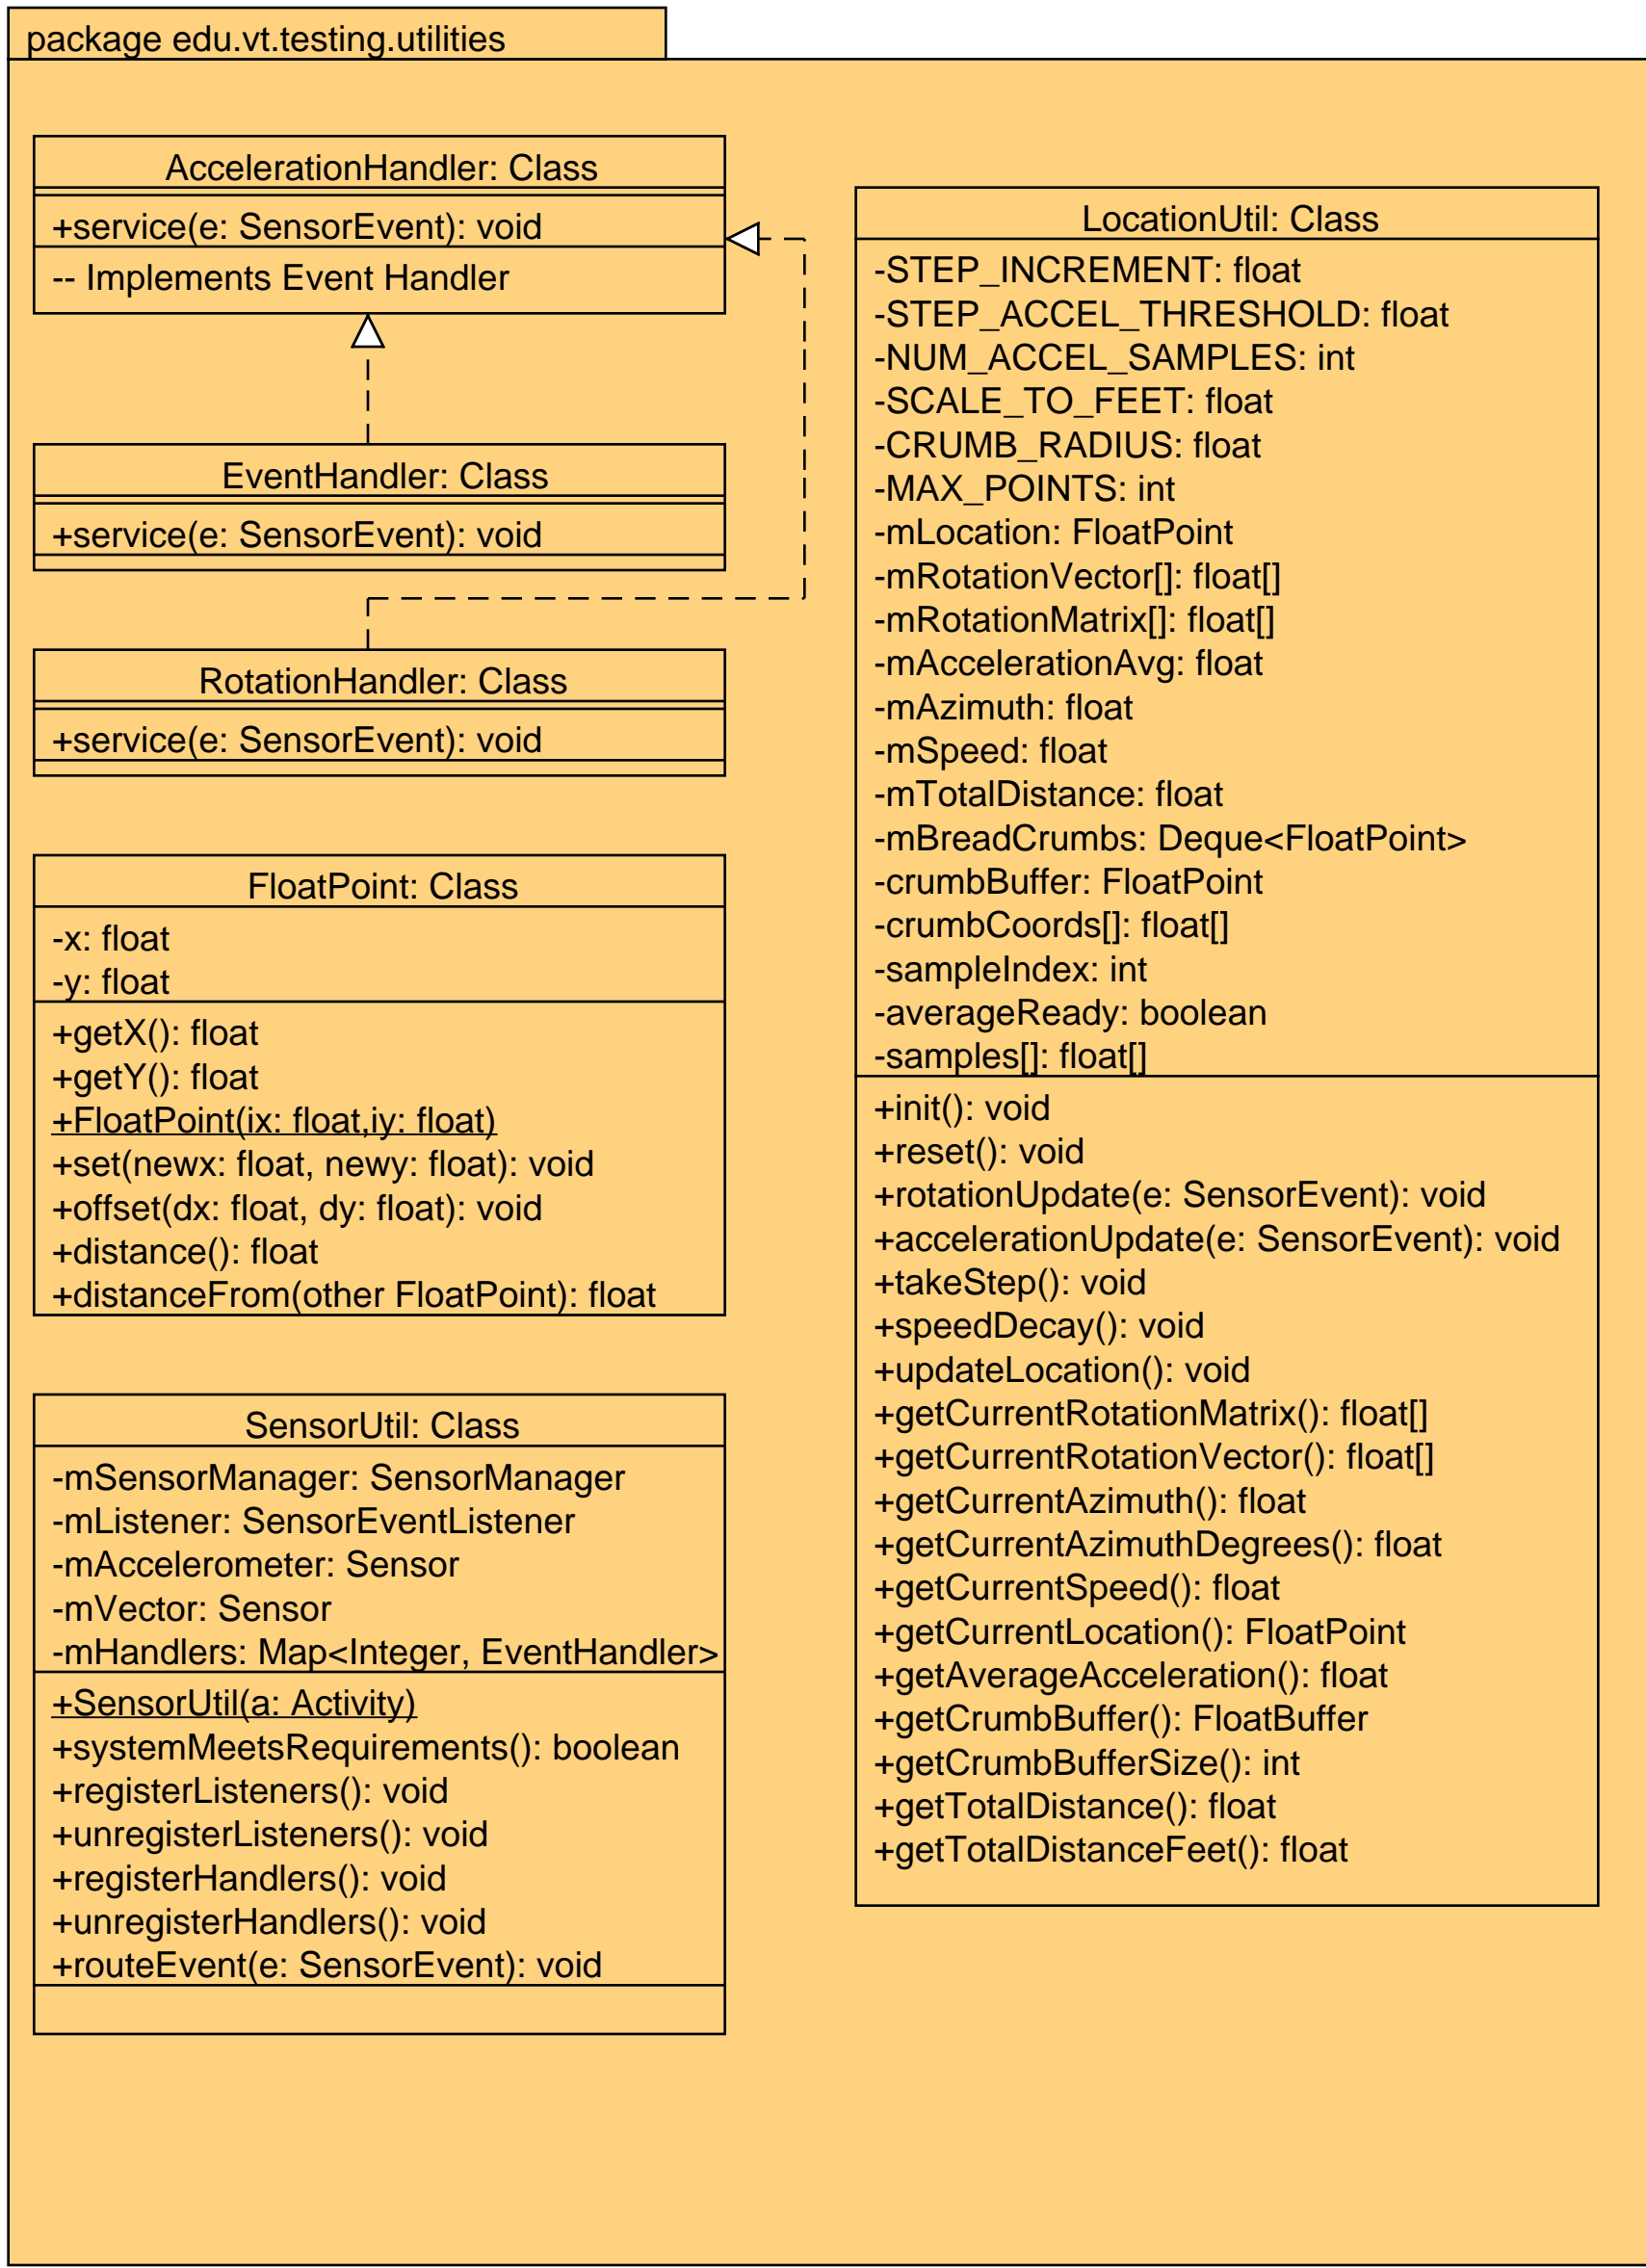 package edu.vt.testing.utilities
AccelerationHandler: Class
+service(e: SensorEvent): void
-- Implements Event Handler
EventHandler: Class
+service(e: SensorEvent): void
RotationHandler: Class
+service(e: SensorEvent): void
FloatPoint: Class
-x: float
-y: float
+getX(): float
+getY(): float
+FloatPoint(ix: float,iy: float)
+set(newx: float, newy: float): void
+offset(dx: float, dy: float): void
+distance(): float
+distanceFrom(other FloatPoint): float
SensorUtil: Class
-mSensorManager: SensorManager
-mListener: SensorEventListener
-mAccelerometer: Sensor
-mVector: Sensor
-mHandlers: Map<Integer, EventHandler>
+SensorUtil(a: Activity)
+systemMeetsRequirements(): boolean
+registerListeners(): void
+unregisterListeners(): void
+registerHandlers(): void
+unregisterHandlers(): void
+routeEvent(e: SensorEvent): void
LocationUtil: Class
-STEP_INCREMENT: float
-STEP_ACCEL_THRESHOLD: float
-NUM_ACCEL_SAMPLES: int
-SCALE_TO_FEET: float
-CRUMB_RADIUS: float
-MAX_POINTS: int
-mLocation: FloatPoint
-mRotationVector[]: float[]
-mRotationMatrix[]: float[]
-mAccelerationAvg: float
-mAzimuth: float
-mSpeed: float
-mTotalDistance: float
-mBreadCrumbs: Deque<FloatPoint>
-crumbBuffer: FloatPoint
-crumbCoords[]: float[]
-sampleIndex: int
-averageReady: boolean
-samples[]: float[]
+init(): void
+reset(): void
+rotationUpdate(e: SensorEvent): void
+accelerationUpdate(e: SensorEvent): void
+takeStep(): void
+speedDecay(): void
+updateLocation(): void
+getCurrentRotationMatrix(): float[]
+getCurrentRotationVector(): float[]
+getCurrentAzimuth(): float
+getCurrentAzimuthDegrees(): float
+getCurrentSpeed(): float
+getCurrentLocation(): FloatPoint
+getAverageAcceleration(): float
+getCrumbBuffer(): FloatBuffer
+getCrumbBufferSize(): int
+getTotalDistance(): float
+getTotalDistanceFeet(): float